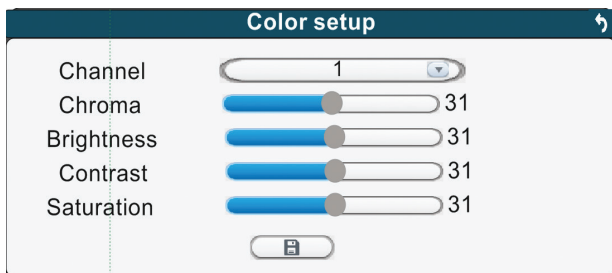 Color setup
Channel 1
Chroma 31
Brightness 31
Contrast 31
Saturation 31